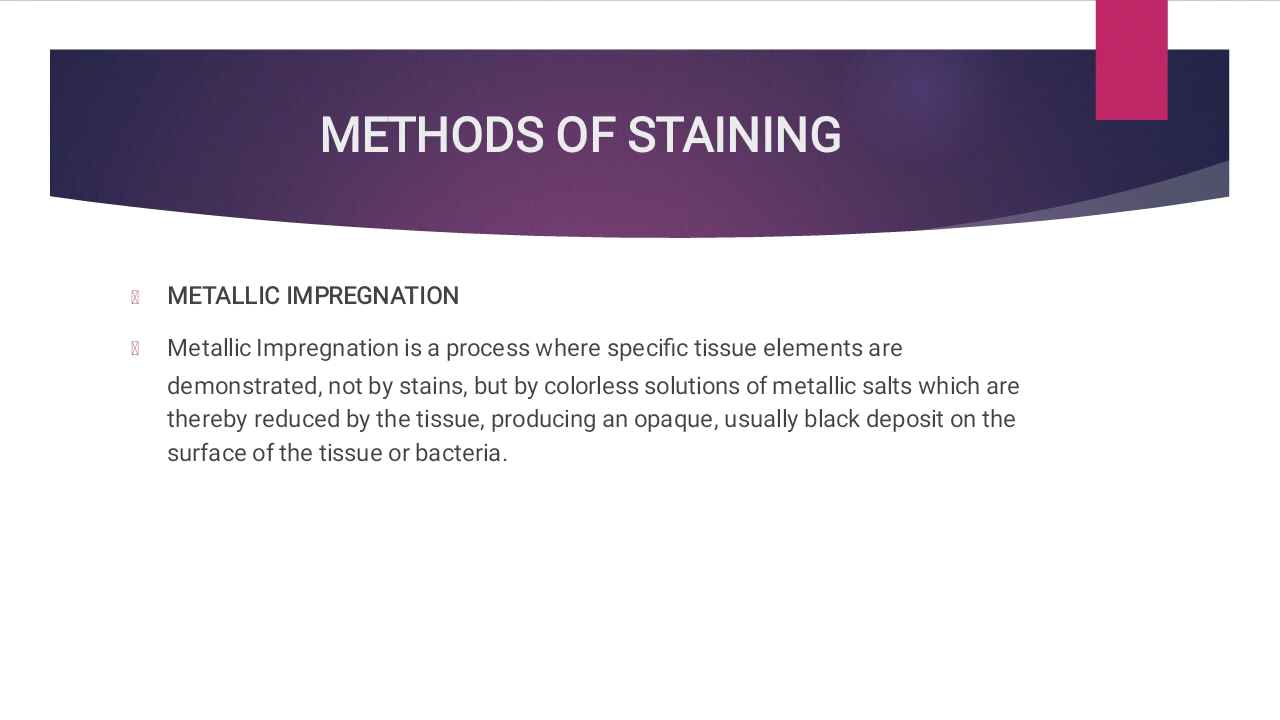 METHODS OF STAINING
METALLIC IMPREGNATION
Metallic Impregnation is a process where specific tissue elements are
demonstrated, not by stains, but by colorless solutions of metallic salts which are
thereby reduced by the tissue, producing an opaque, usually black deposit on the
surface of the tissue or bacteria.